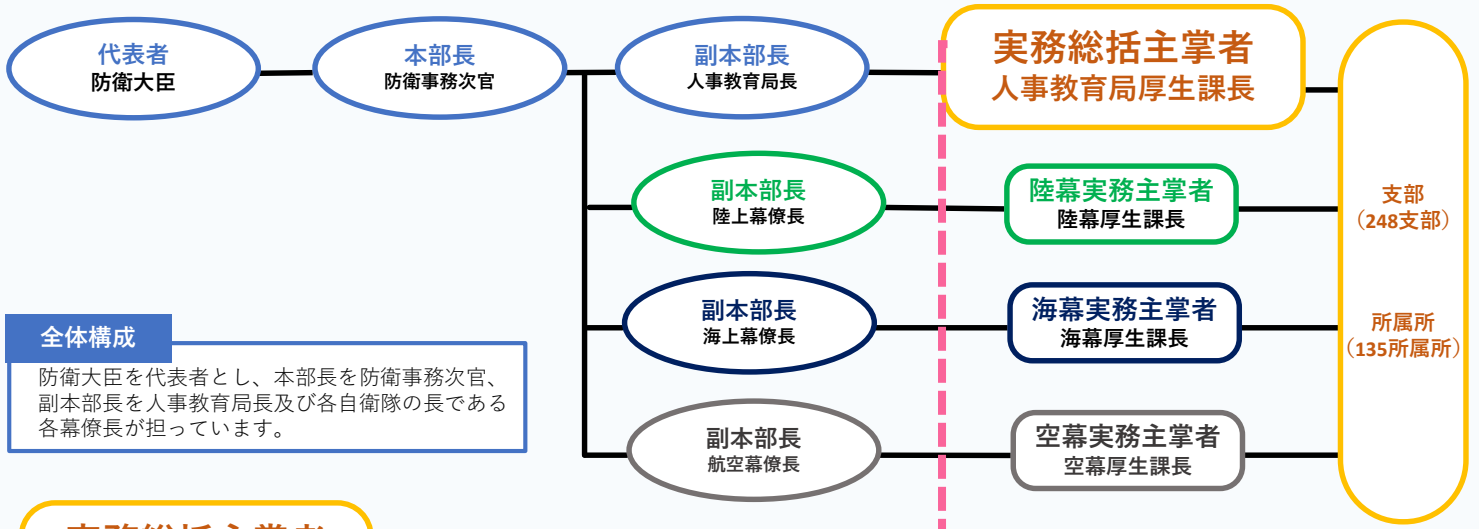 代表者
防衛大臣
本部長
防衛事務次官
副本部長
人事教育局長
実務総括主掌者
人事教育局厚生課長
副本部長
陸上幕僚長
陸幕実務主掌者
陸幕厚生課長
支部
（248支部）
副本部長
海上幕僚長
海幕実務主掌者
海幕厚生課長
所属所
（135所属所）
全体構成
防衛大臣を代表者とし、本部長を防衛事務次官、
副本部長を人事教育局長及び各自衛隊の長である
各幕僚長が担っています。
副本部長
航空幕僚長
空幕実務主掌者
空幕厚生課長
実務総括主掌者